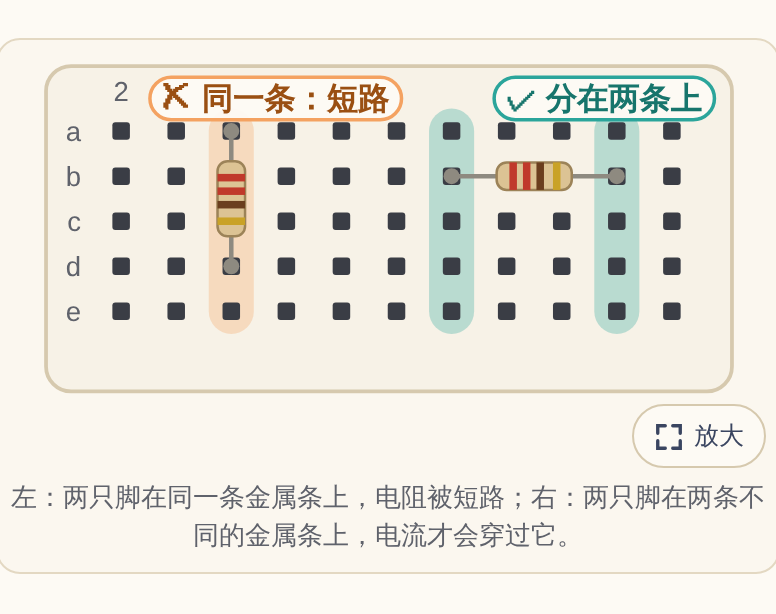 2
✗ 同一条：短路
✓ 分在两条上
a
b
c
d
e
放大
左：两只脚在同一条金属条上，电阻被短路；右：两只脚在两条不
同的金属条上，电流才会穿过它。